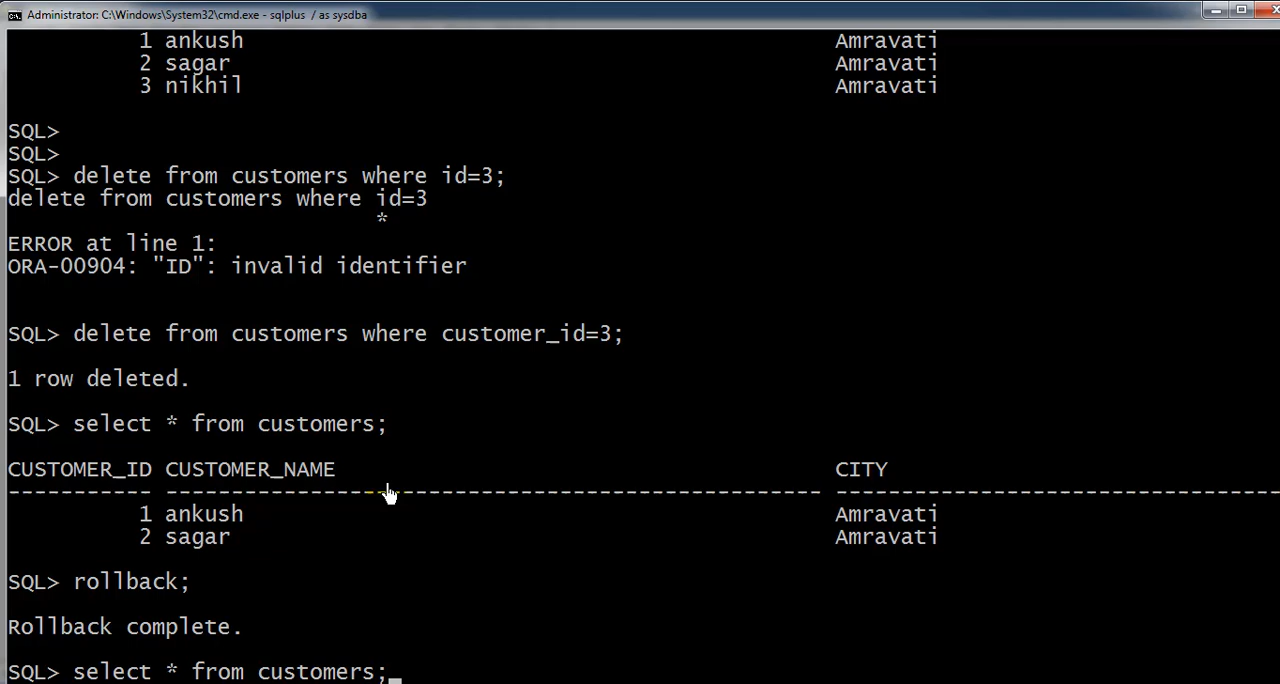 Administrator: C:\Windows\System32\cmd.exe - sqlplus  / as sysdba
1 ankush Amravati
2 sagar Amravati
3 nikhil Amravati
SQL>
SQL>
SQL> delete from customers where id=3;
delete from customers where id=3
*
ERROR at line 1:
ORA-00904: "ID": invalid identifier
SQL> delete from customers where customer_id=3;
1 row deleted.
SQL> select * from customers;
CUSTOMER_ID CUSTOMER_NAME CITY
----------- -------------------------------------------------- ----------------------------------
1 ankush Amravati
2 sagar Amravati
SQL> rollback;
Rollback complete.
SQL> select * from customers;